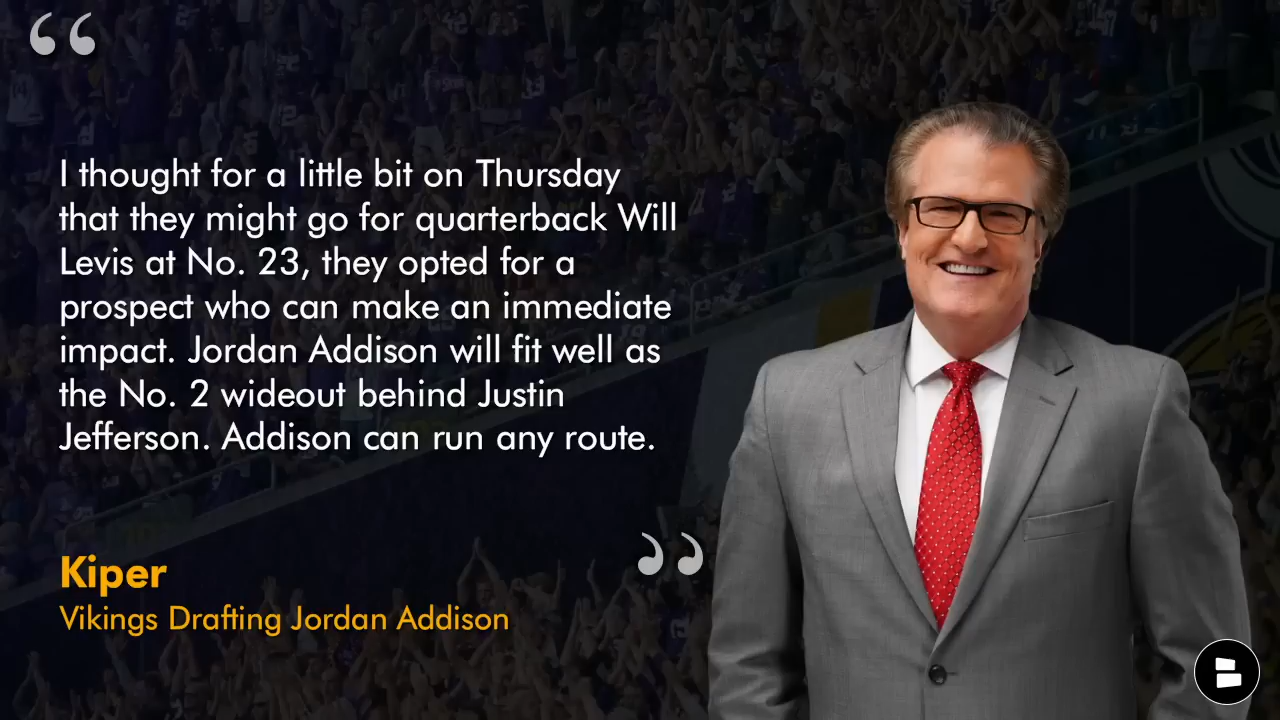 I thought for a little bit on Thursday
that they might go for quarterback Will
Levis at No. 23, they opted for a
prospect who can make an immediate
impact. Jordan Addison will fit well as
the No. 2 wideout behind Justin
Jefferson. Addison can run any route.
Kiper
Vikings Drafting Jordan Addison